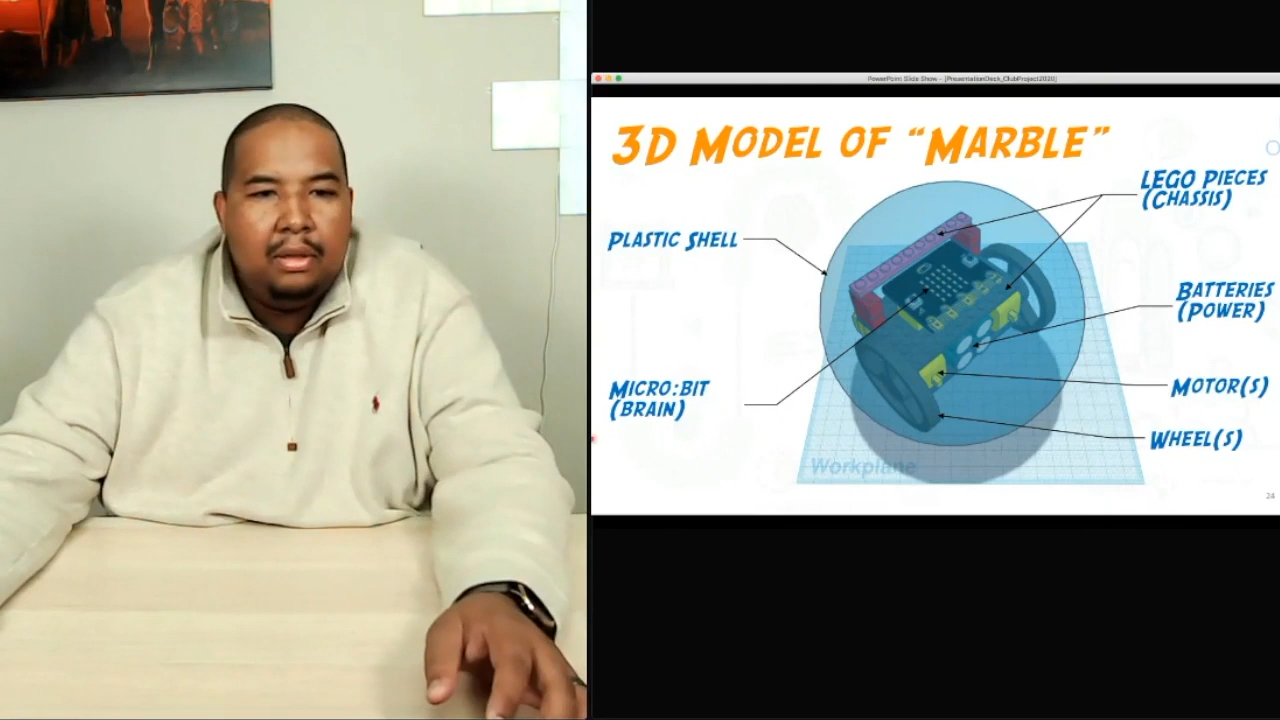 PowerPoint Slide Show - [PresentationDeck_ClubProject2020]
3D Model of "Marble"
LEGO Pieces
(Chassis)
Plastic Shell
Batteries
(Power)
Micro:bit
(Brain)
Motor(s)
Wheel(s)
Workplane
24